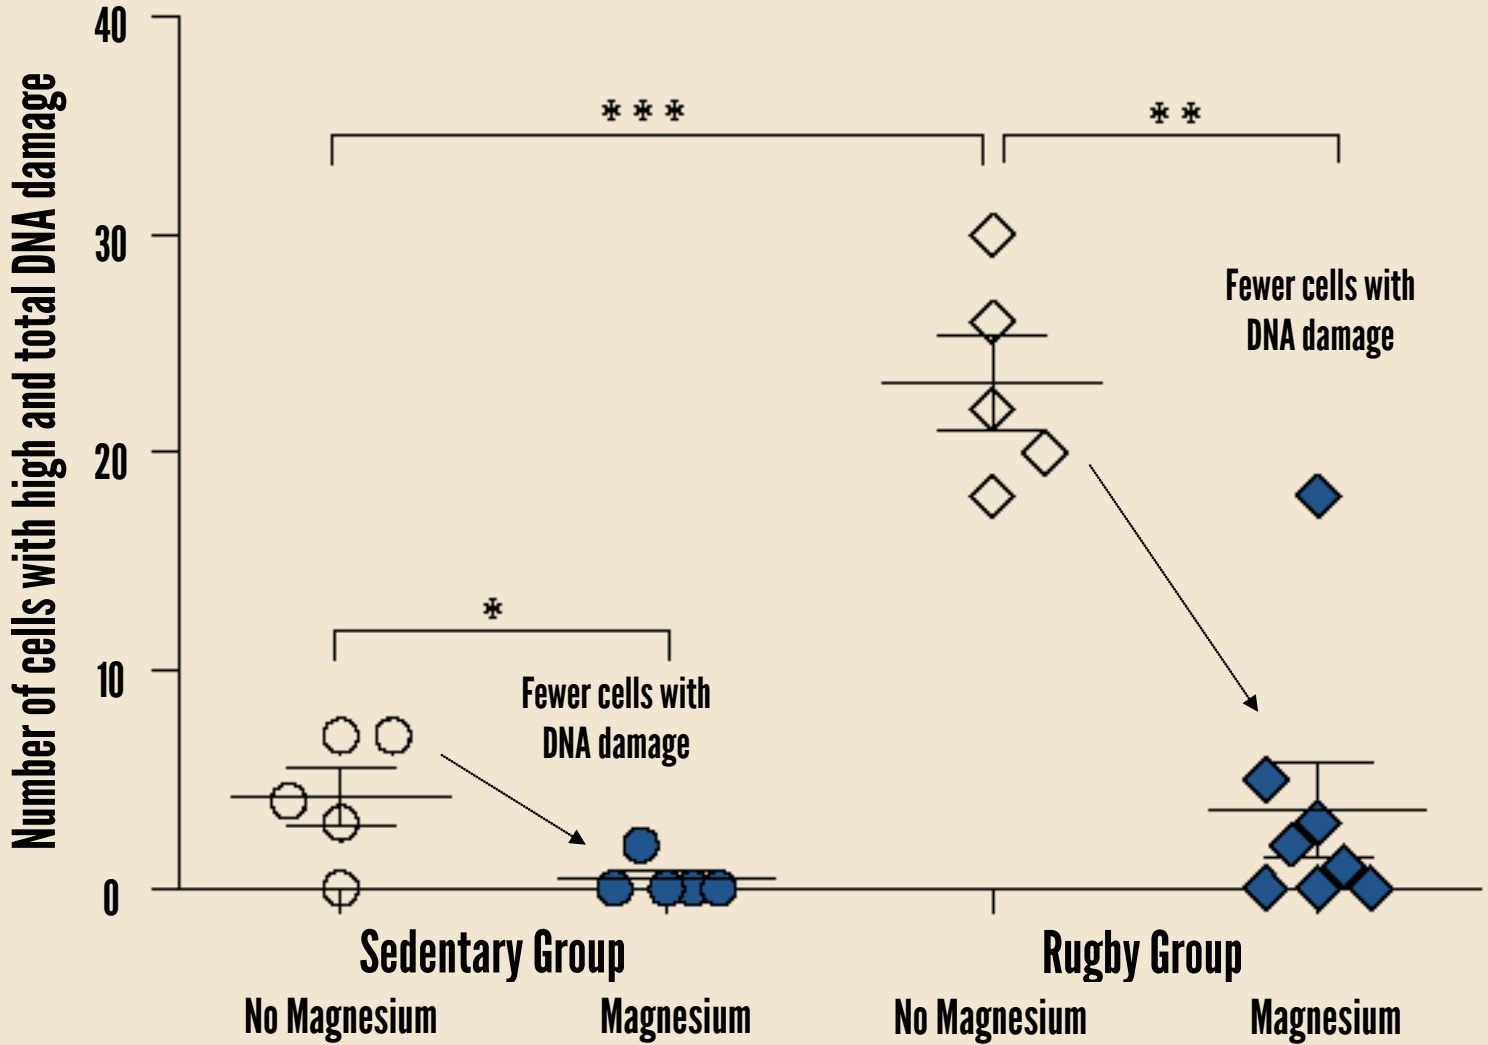 Number of cells with high and total DNA damage
40
30
20
10
0
***
**
*
Fewer cells with
DNA damage
Fewer cells with
DNA damage
Sedentary Group
Rugby Group
No Magnesium
Magnesium
No Magnesium
Magnesium